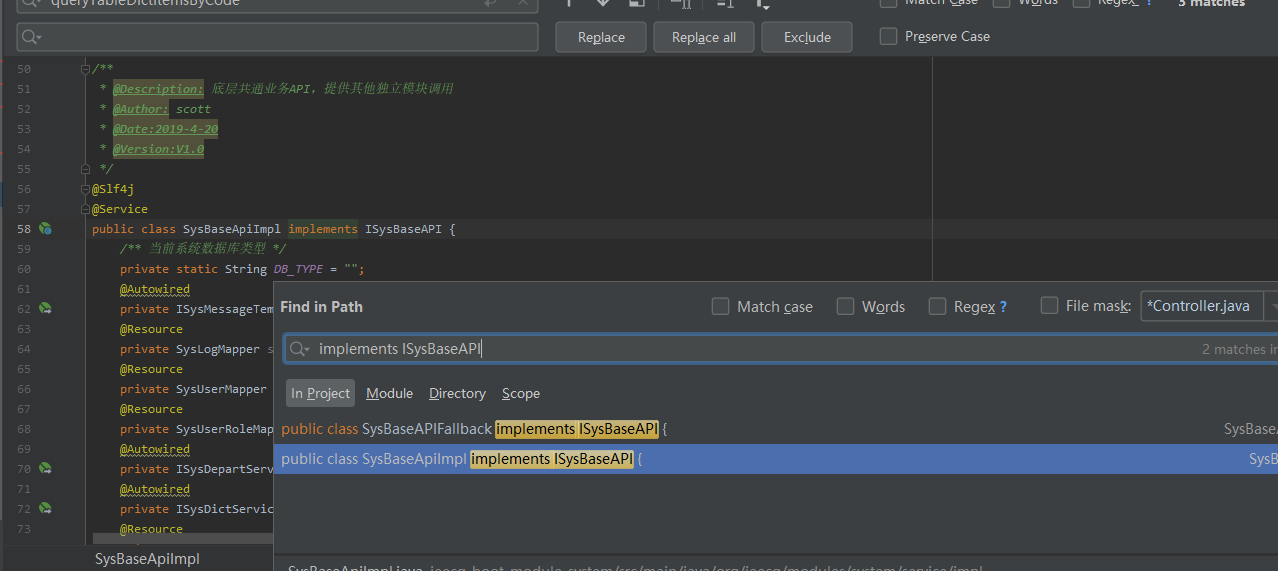 queryTableDictItemsByCode
Match Case Words Regex ? 3 matches
Replace Replace all Exclude Preserve Case
50 /**
51 * @Description: 底层共通业务API，提供其他独立模块调用
52 * @Author: scott
53 * @Date:2019-4-20
54 * @Version:V1.0
55 */
56 @Slf4j
57 @Service
58 public class SysBaseApiImpl implements ISysBaseAPI {
59 /** 当前系统数据库类型 */
60 private static String DB_TYPE = "";
61 @Autowired
62 private ISysMessageTem
63 @Resource
64 private SysLogMapper s
65 @Resource
66 private SysUserMapper
67 @Resource
68 private SysUserRoleMap
69 @Autowired
70 private ISysDepartServ
71 @Autowired
72 private ISysDictServic
73 @Resource
SysBaseApiImpl
Find in Path Match case Words Regex ? File mask: *Controller.java
implements ISysBaseAPI 2 matches in
In Project Module Directory Scope
public class SysBaseAPIFallback implements ISysBaseAPI { SysBaseA
public class SysBaseApiImpl implements ISysBaseAPI { SysB
SysBaseApiImpl.java jeecg-boot-module-system/src/main/java/org/jeecg/modules/system/service/impl